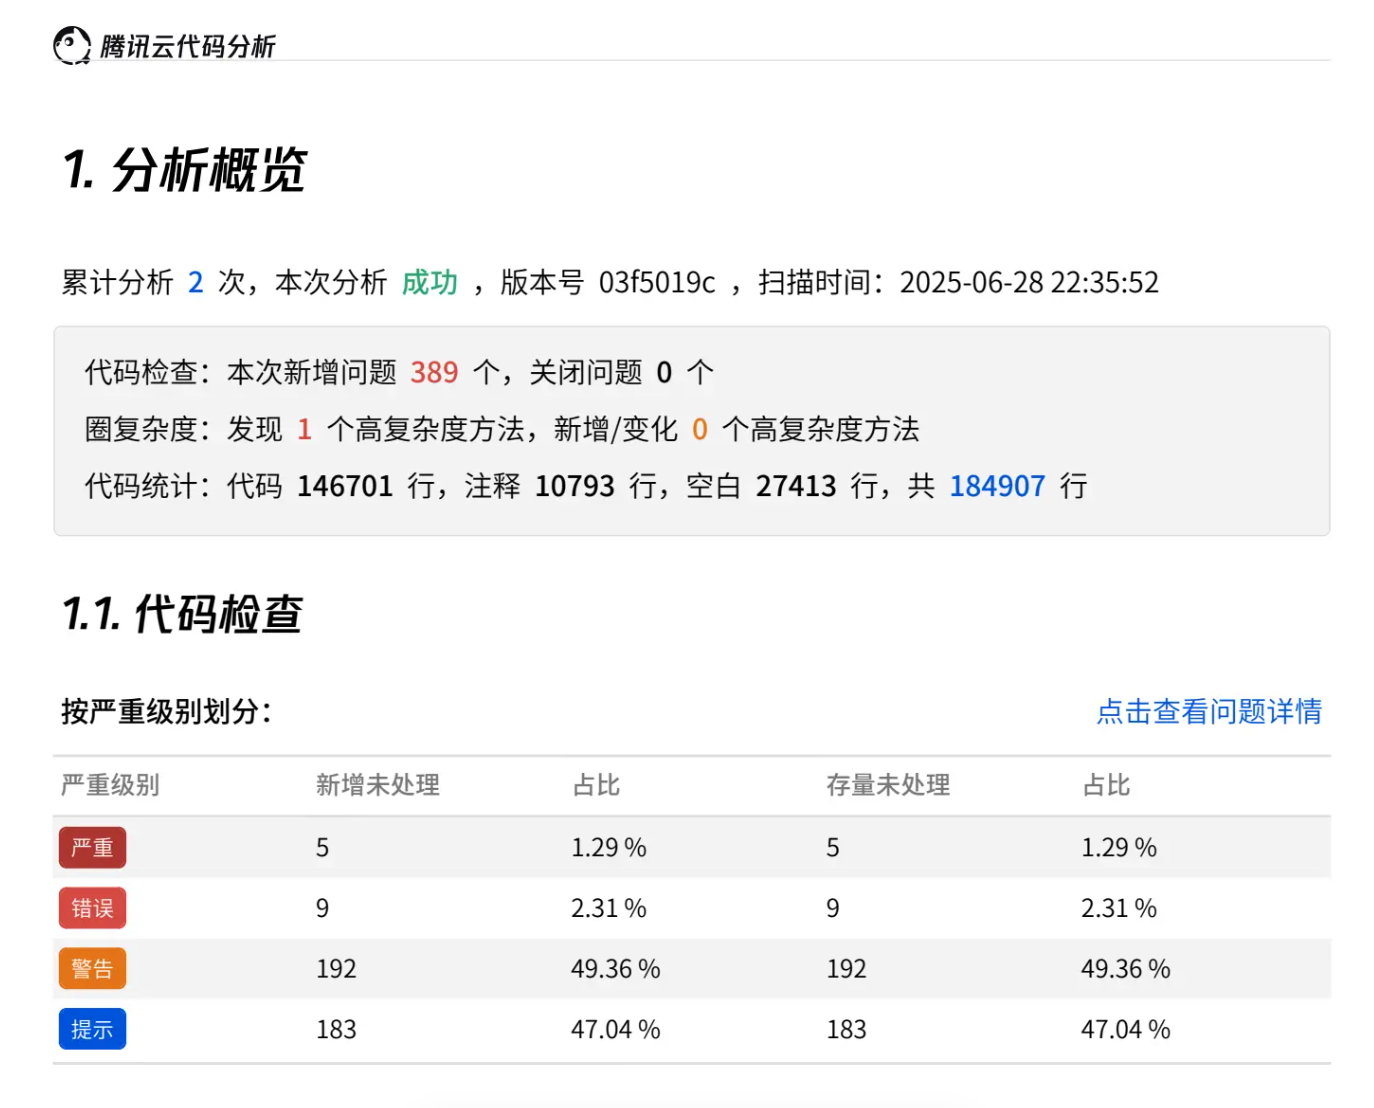 腾讯云代码分析
1. 分析概览
累计分析 2 次，本次分析 成功 ，版本号 03f5019c ，扫描时间：2025-06-28 22:35:52
代码检查：本次新增问题 389 个，关闭问题 0 个
圈复杂度：发现 1 个高复杂度方法，新增/变化 0 个高复杂度方法
代码统计：代码 146701 行，注释 10793 行，空白 27413 行，共 184907 行
1.1. 代码检查
按严重级别划分： 点击查看问题详情
严重级别 新增未处理 占比 存量未处理 占比
严重 5 1.29 % 5 1.29 %
错误 9 2.31 % 9 2.31 %
警告 192 49.36 % 192 49.36 %
提示 183 47.04 % 183 47.04 %